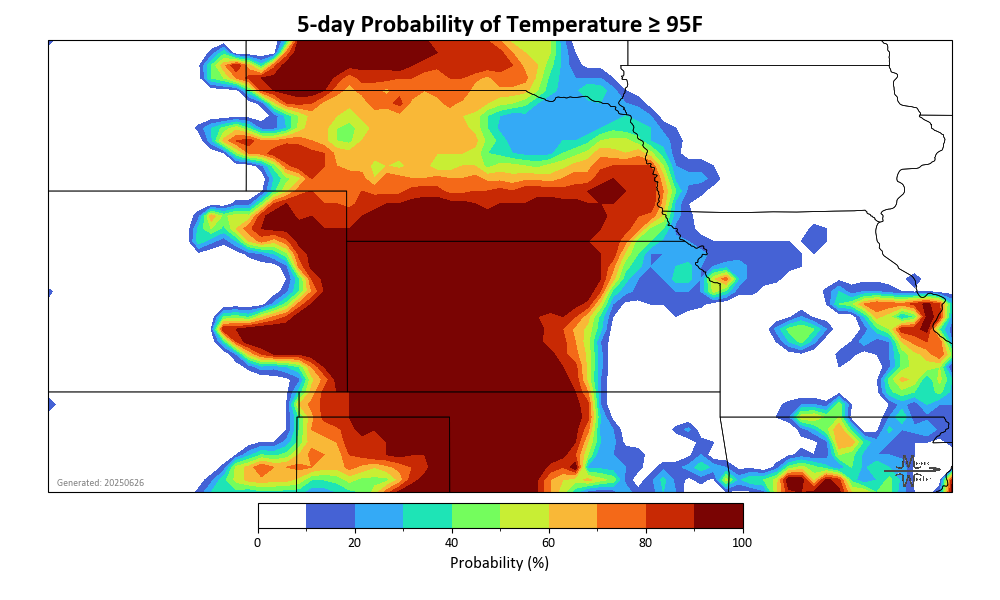 5-day Probability of Temperature ≥ 95F
Generated: 20250626
0 20 40 60 80 100
Probability (%)